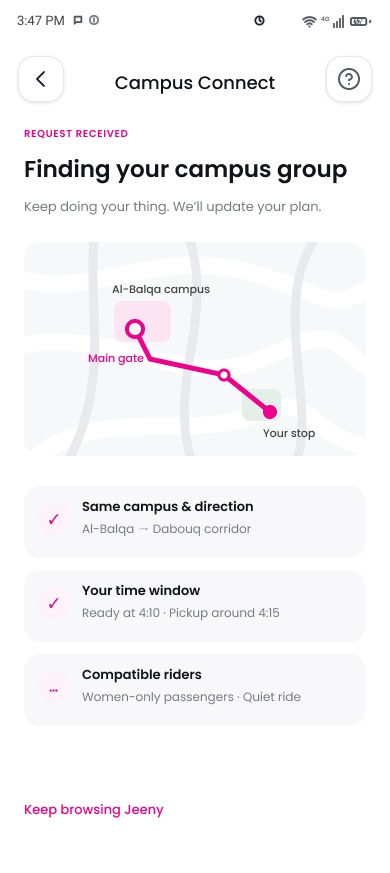 3:47 PM
4G
Campus Connect
REQUEST RECEIVED
Finding your campus group
Keep doing your thing. We’ll update your plan.
Al-Balqa campus
Main gate
Your stop
✓
Same campus & direction
Al-Balqa → Dabouq corridor
✓
Your time window
Ready at 4:10 · Pickup around 4:15
…
Compatible riders
Women-only passengers · Quiet ride
Keep browsing Jeeny